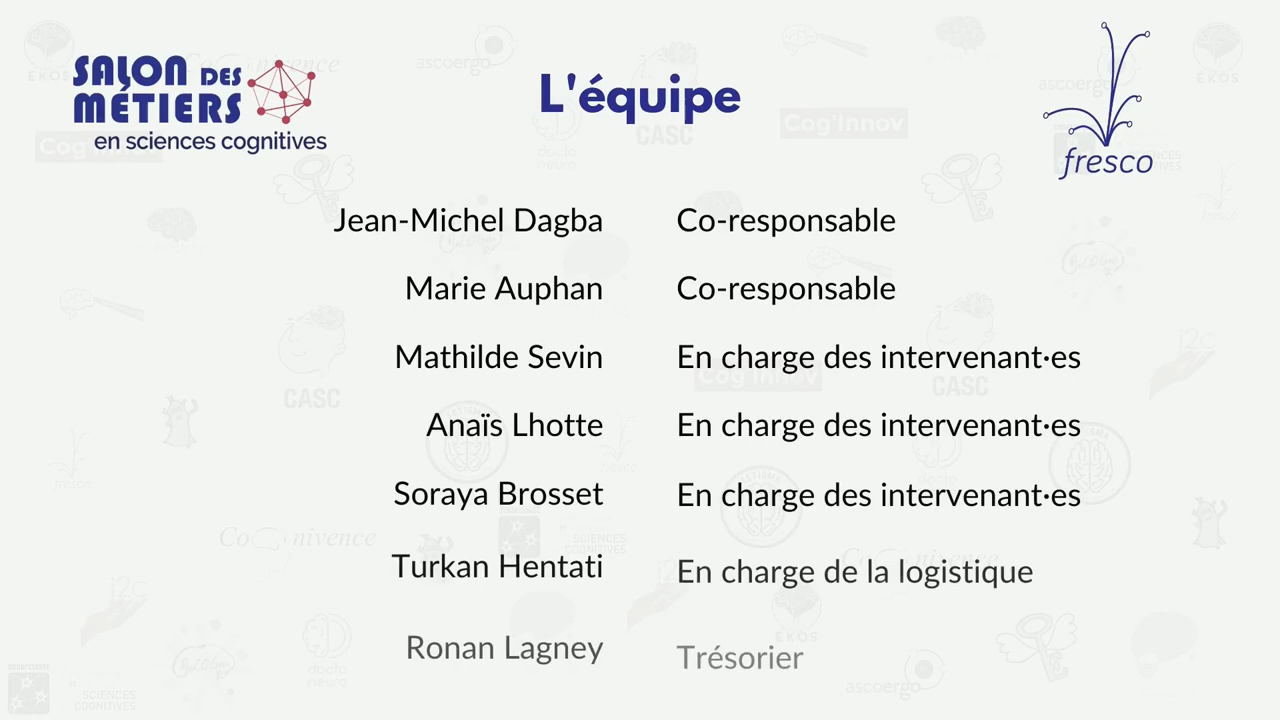 SALON DES
MÉTIERS
en sciences cognitives
L'équipe
fresco
Jean-Michel Dagba Co-responsable
Marie Auphan Co-responsable
Mathilde Sevin En charge des intervenant·es
Anaïs Lhotte En charge des intervenant·es
Soraya Brosset En charge des intervenant·es
Turkan Hentati En charge de la logistique
Ronan Lagney Trésorier